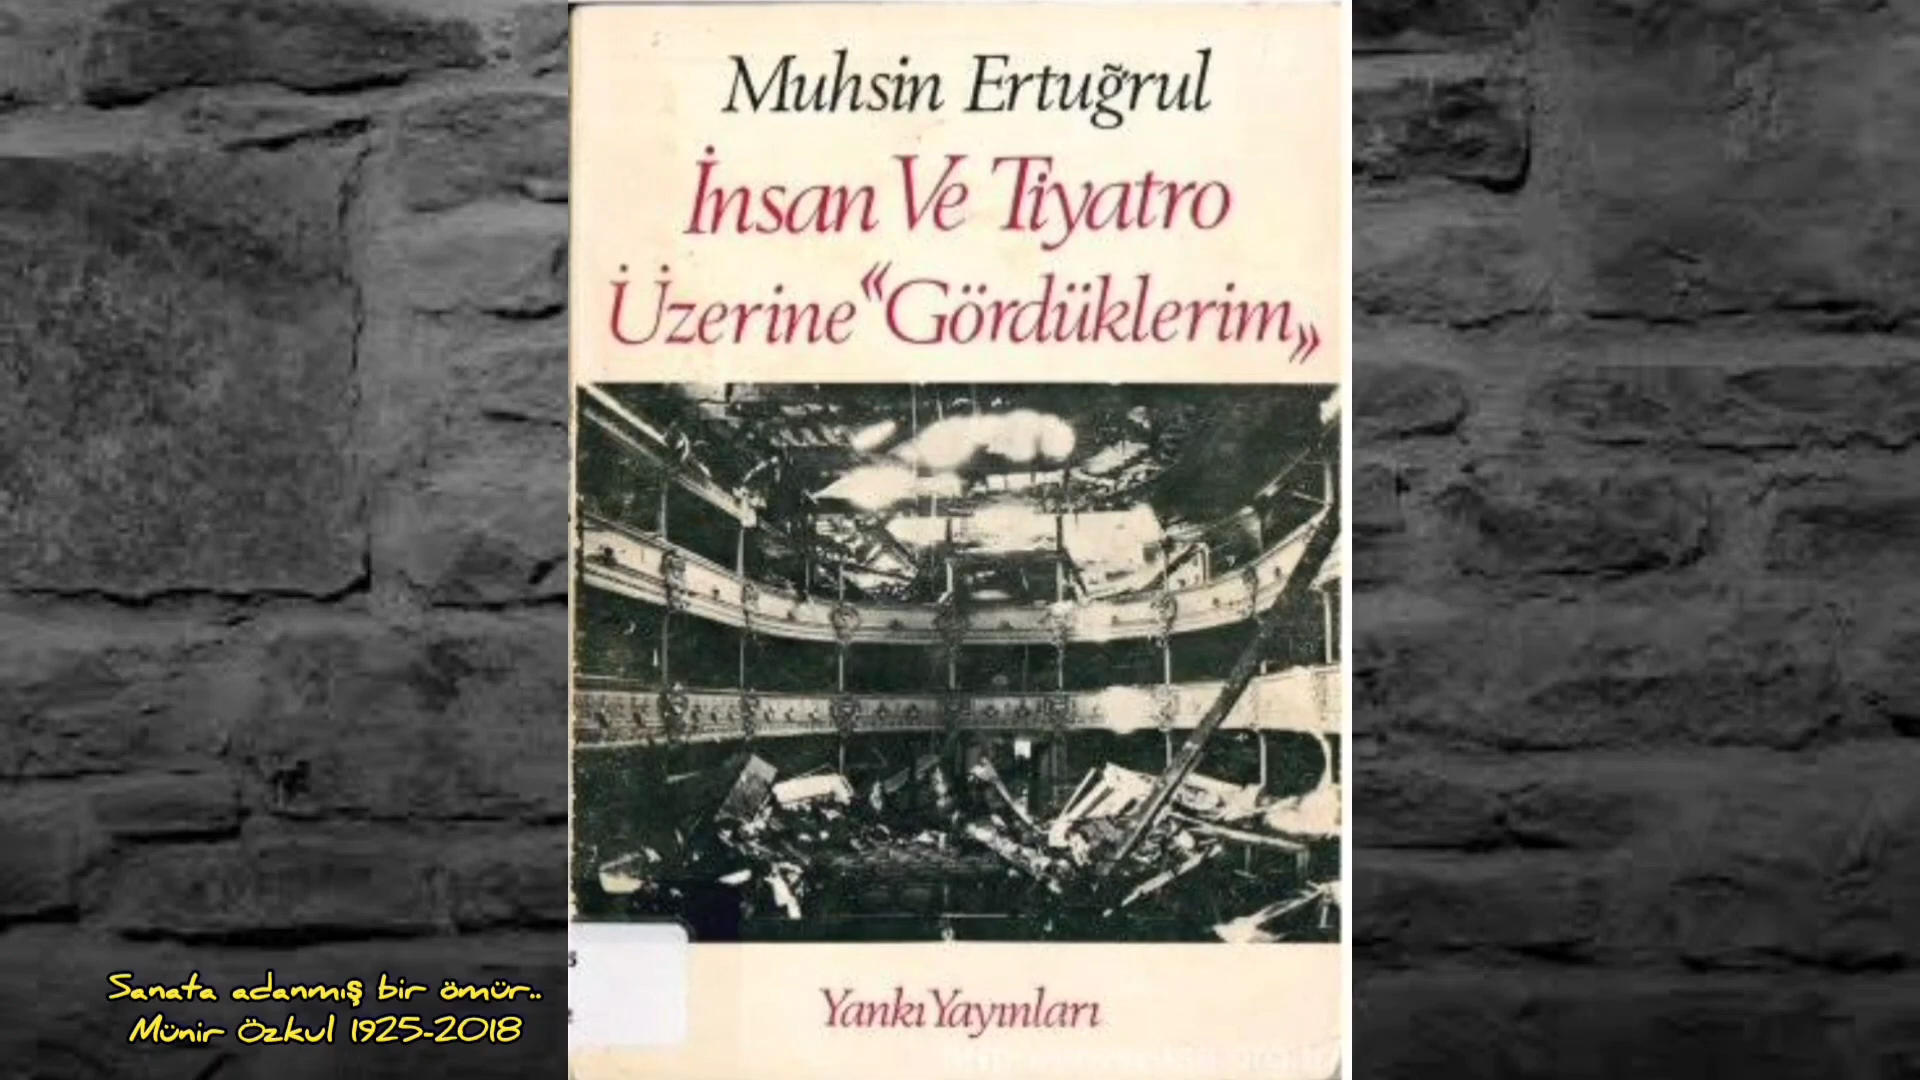 Muhsin Ertuğrul
İnsan Ve Tiyatro
Üzerine «Gördüklerim»
Yankı Yayınları
Sanata adanmış bir ömür..
Münir Özkul 1925-2018